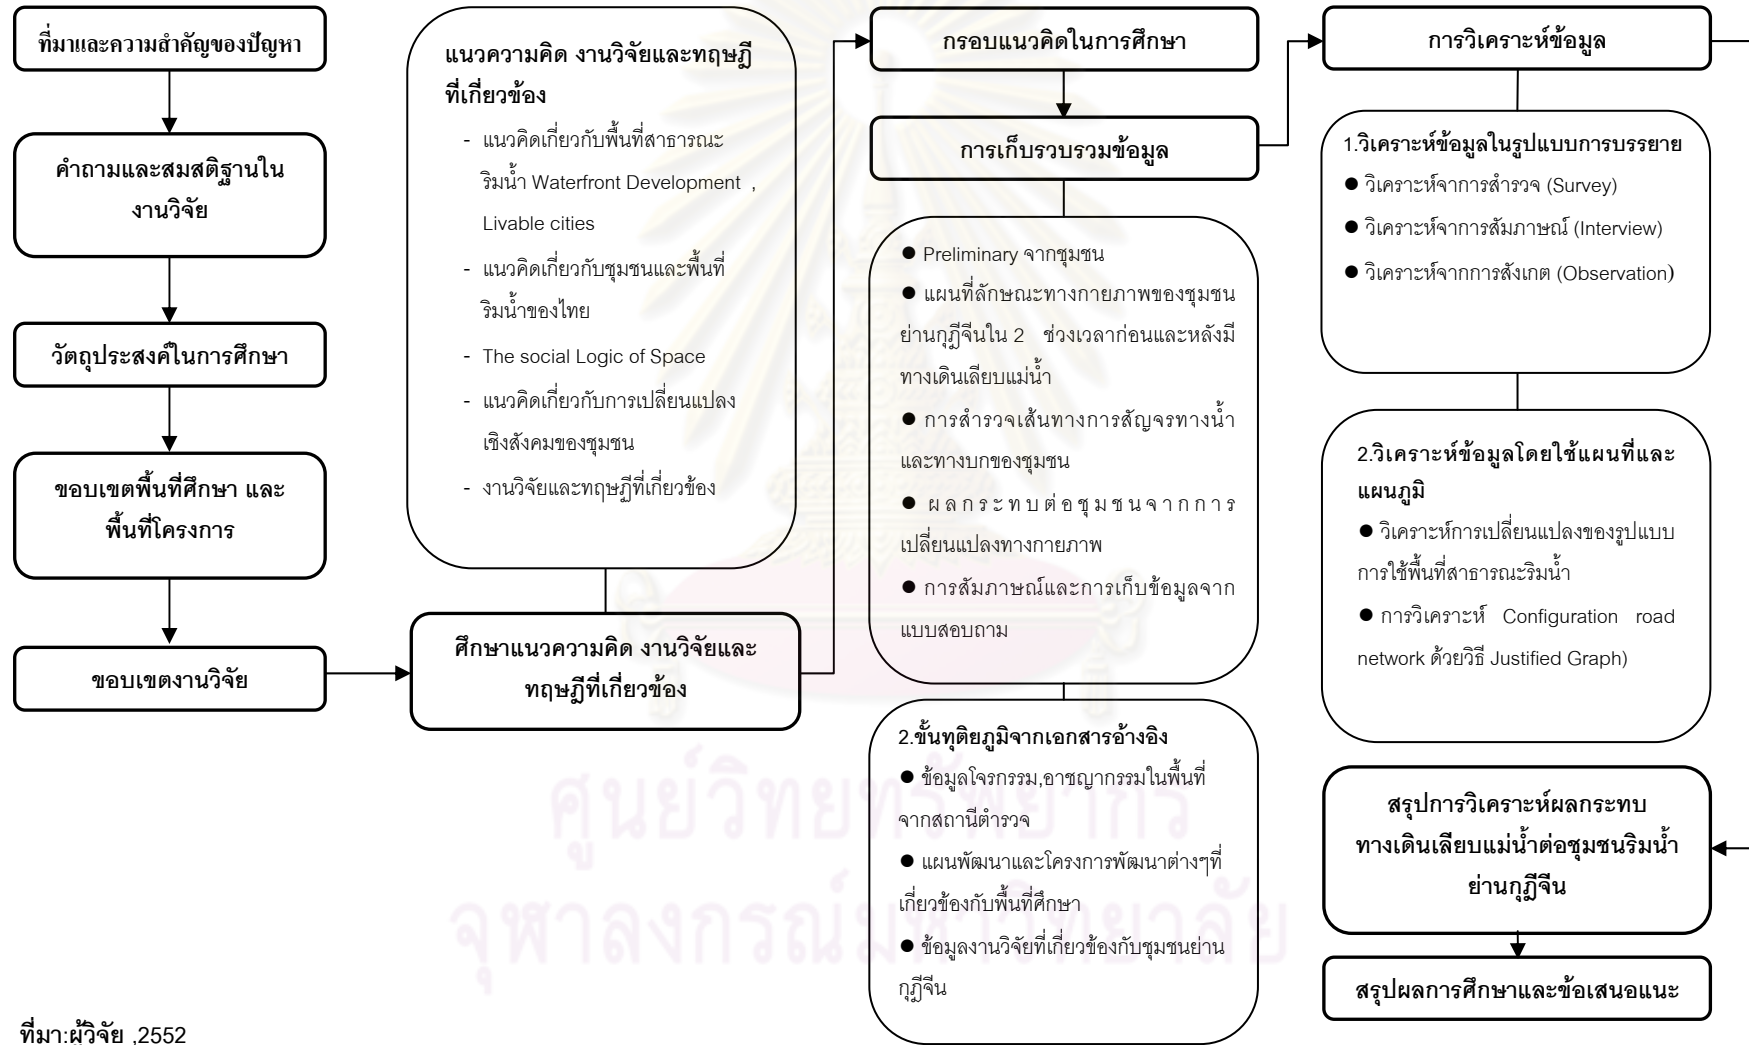 ที่มาและความสำคัญของปัญหา
คำถามและสมสติฐานใน
งานวิจัย
วัตถุประสงค์ในการศึกษา
ขอบเขตพื้นที่ศึกษา และ
พื้นที่โครงการ
ขอบเขตงานวิจัย
แนวความคิด งานวิจัยและทฤษฎี
ที่เกี่ยวข้อง
- แนวคิดเกี่ยวกับพื้นที่สาธารณะ
ริมน้ำ Waterfront Development ,
Livable cities
- แนวคิดเกี่ยวกับชุมชนและพื้นที่
ริมน้ำของไทย
- The social Logic of Space
- แนวคิดเกี่ยวกับการเปลี่ยนแปลง
เชิงสังคมของชุมชน
- งานวิจัยและทฤษฎีที่เกี่ยวข้อง
ศึกษาแนวความคิด งานวิจัยและ
ทฤษฎีที่เกี่ยวข้อง
กรอบแนวคิดในการศึกษา
การเก็บรวบรวมข้อมูล
● Preliminary จากชุมชน
● แผนที่ลักษณะทางกายภาพของชุมชน
ย่านกุฎีจีนใน 2 ช่วงเวลาก่อนและหลังมี
ทางเดินเลียบแม่น้ำ
● การสำรวจเส้นทางการสัญจรทางน้ำ
และทางบกของชุมชน
● ผลกระทบต่อชุมชนจากการ
เปลี่ยนแปลงทางกายภาพ
● การสัมภาษณ์และการเก็บข้อมูลจาก
แบบสอบถาม
2.ขั้นทุติยภูมิจากเอกสารอ้างอิง
● ข้อมูลโจรกรรม,อาชญากรรมในพื้นที่
จากสถานีตำรวจ
● แผนพัฒนาและโครงการพัฒนาต่างๆที่
เกี่ยวข้องกับพื้นที่ศึกษา
● ข้อมูลงานวิจัยที่เกี่ยวข้องกับชุมชนย่าน
กุฎีจีน
การวิเคราะห์ข้อมูล
1.วิเคราะห์ข้อมูลในรูปแบบการบรรยาย
● วิเคราะห์จาการสำรวจ (Survey)
● วิเคราะห์จาการสัมภาษณ์ (Interview)
● วิเคราะห์จากการสังเกต (Observation)
2.วิเคราะห์ข้อมูลโดยใช้แผนที่และ
แผนภูมิ
● วิเคราะห์การเปลี่ยนแปลงของรูปแบบ
การใช้พื้นที่สาธารณะริมน้ำ
● การวิเคราะห์ Configuration road
network ด้วยวิธี Justified Graph)
สรุปการวิเคราะห์ผลกระทบ
ทางเดินเลียบแม่น้ำต่อชุมชนริมน้ำ
ย่านกุฎีจีน
สรุปผลการศึกษาและข้อเสนอแนะ
ศูนย์วิทยทรัพยากร
จุฬาลงกรณ์มหาวิทยาลัย
ที่มา:ผู้วิจัย ,2552